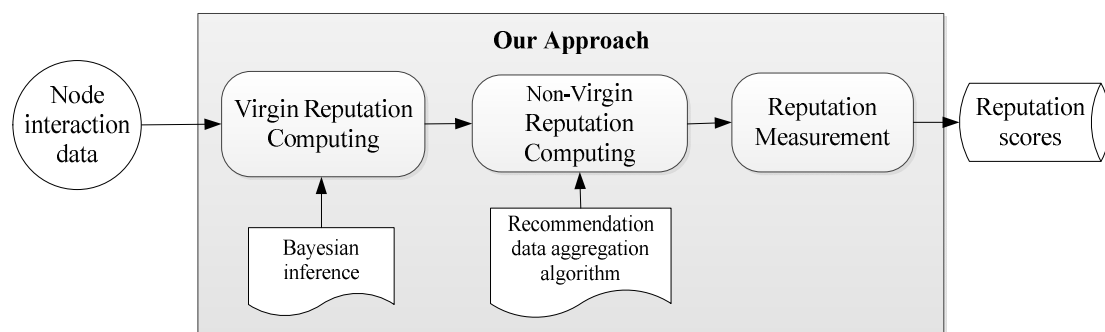 Our Approach
Node
interaction
data
Virgin Reputation
Computing
Non-Virgin
Reputation
Computing
Reputation
Measurement
Reputation
scores
Bayesian
inference
Recommendation
data aggregation
algorithm